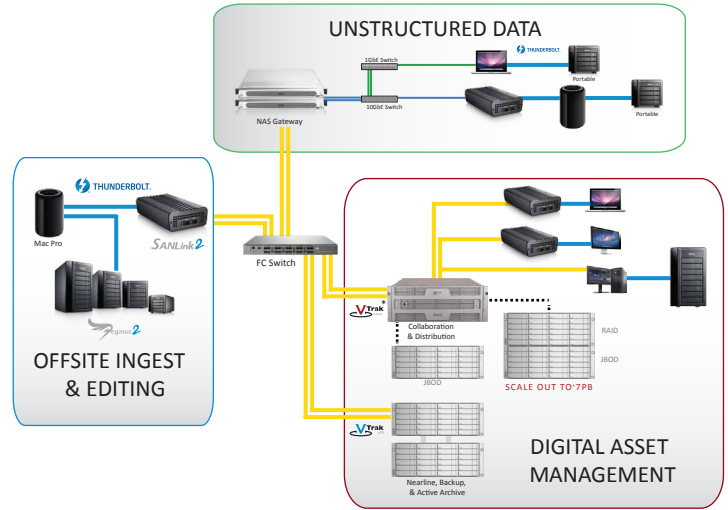 UNSTRUCTURED DATA
1GbE Switch
THUNDERBOLT.
Portable
NAS Gateway
10GbE Switch
Portable
THUNDERBOLT.
Mac Pro
SANLink2
FC Switch
Pegasus2
OFFSITE INGEST
& EDITING
VTrak
Collaboration
& Distribution
RAID
JBOD
JBOD
SCALE OUT TO 7PB
VTrak
Nearline, Backup,
& Active Archive
DIGITAL ASSET
MANAGEMENT